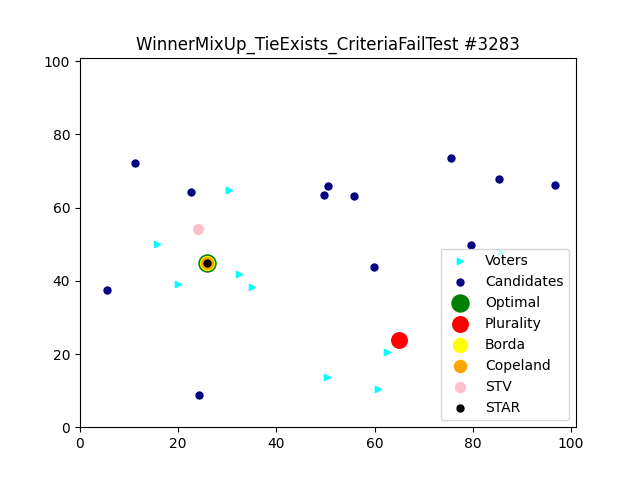 WinnerMixUp_TieExists_CriteriaFailTest #3283
100
80
60
40
20
0
0
20
40
60
80
100
Voters
Candidates
Optimal
Plurality
Borda
Copeland
STV
STAR